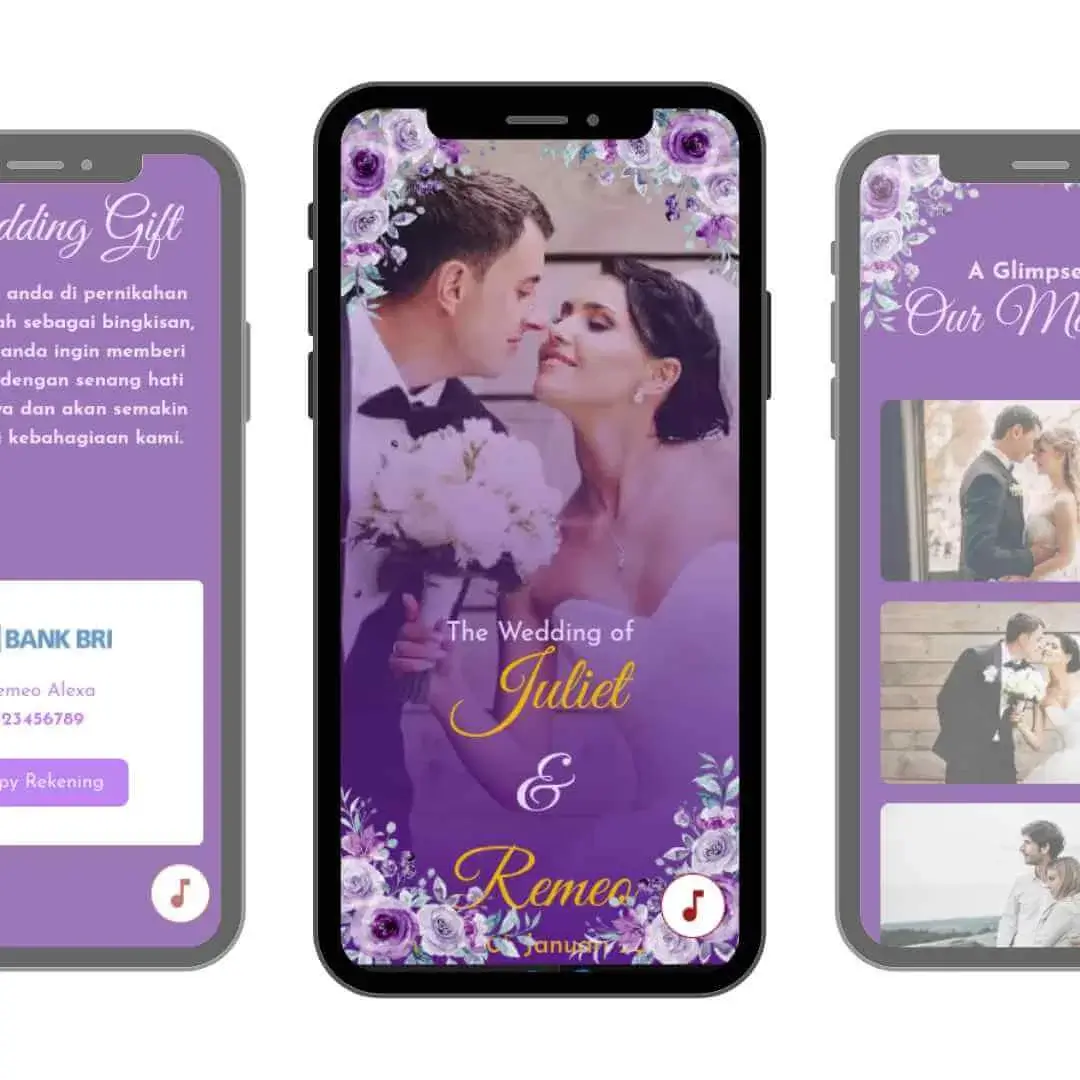 dding Gift
anda di pernikahan
ah sebagai bingkisan,
anda ingin memberi
dengan senang hati
a dan akan semakin
kebahagiaan kami.
BANK BRI
emeo Alexa
23456789
py Rekening
The Wedding of
Juliet
&
Remeo
Januari
A Glimpse
Our M